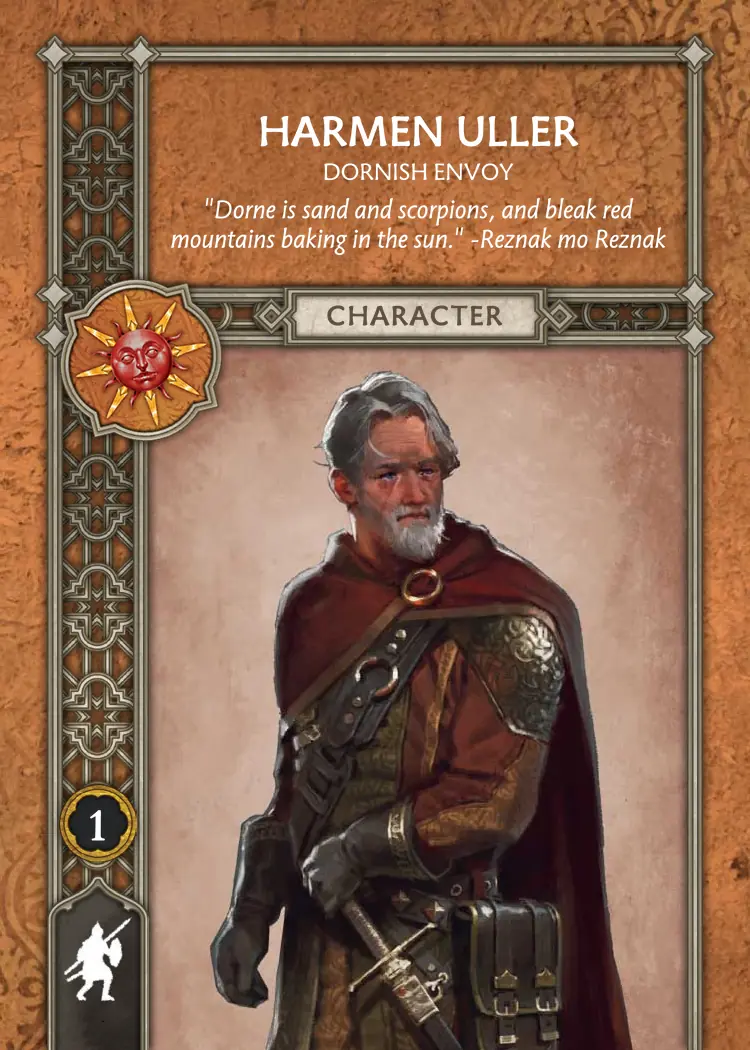 HARMEN ULLER
DORNISH ENVOY
"Dorne is sand and scorpions, and bleak red
mountains baking in the sun." -Reznak mo Reznak
CHARACTER
1